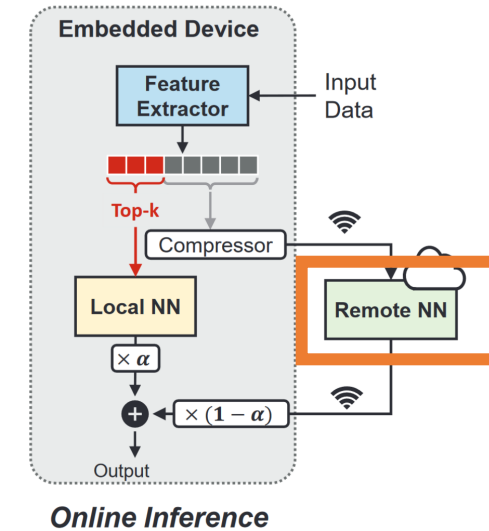 Embedded Device
Feature
Extractor
Input
Data
Top-k
Compressor
Local NN
Remote NN
× α
× (1 − α)
+
Output
Online Inference